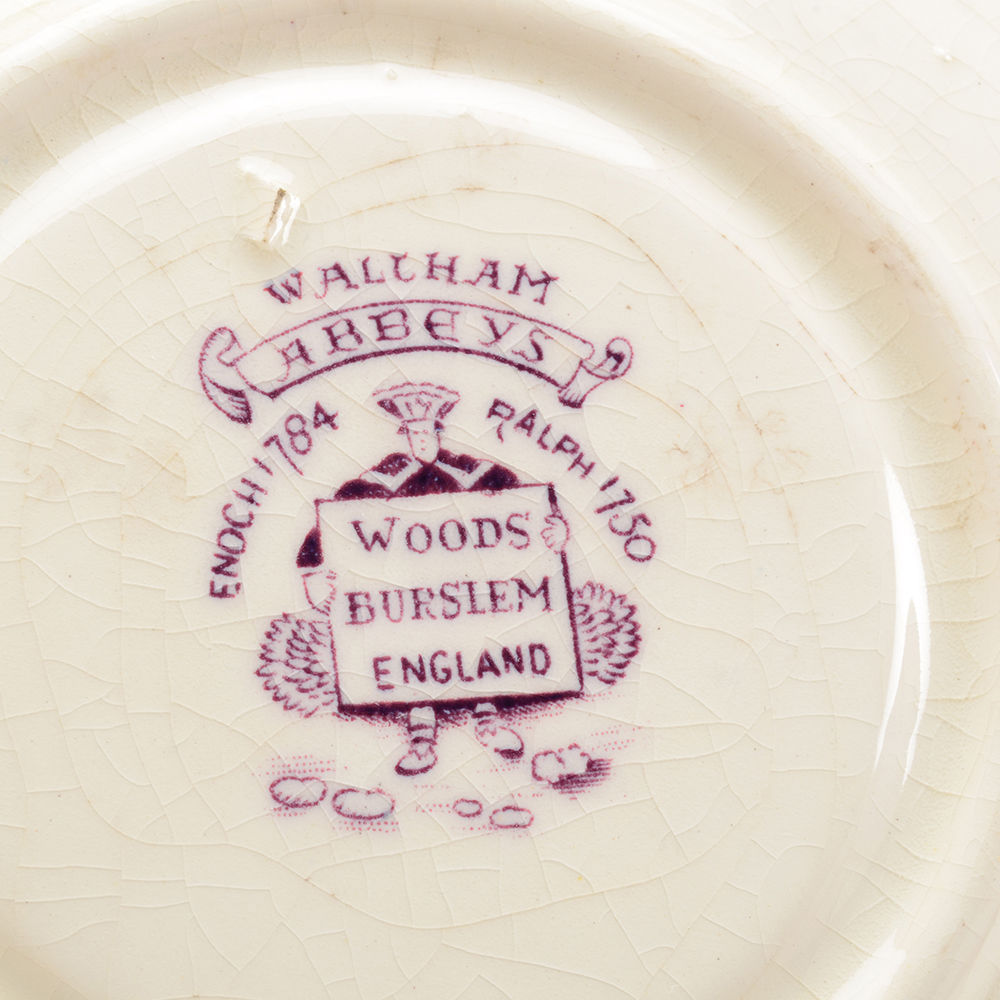 WALTHAM
ABBEYS
ENOCH 1784
RALPH 1750
WOODS
BURSLEM
ENGLAND